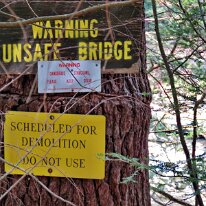 WARNING
UNSAFE BRIDGE
WARNING
SCHEDULED FOR
DEMOLITION
DO NOT USE